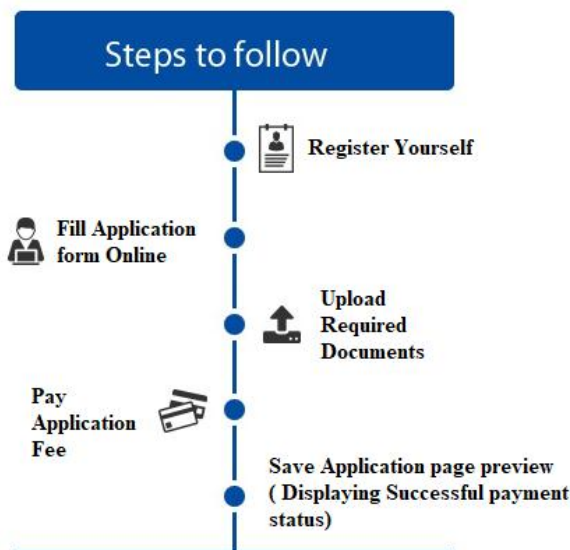 Steps to follow
Register Yourself
Fill Application
form Online
Upload
Required
Documents
Pay
Application
Fee
Save Application page preview
( Displaying Successful payment
status)